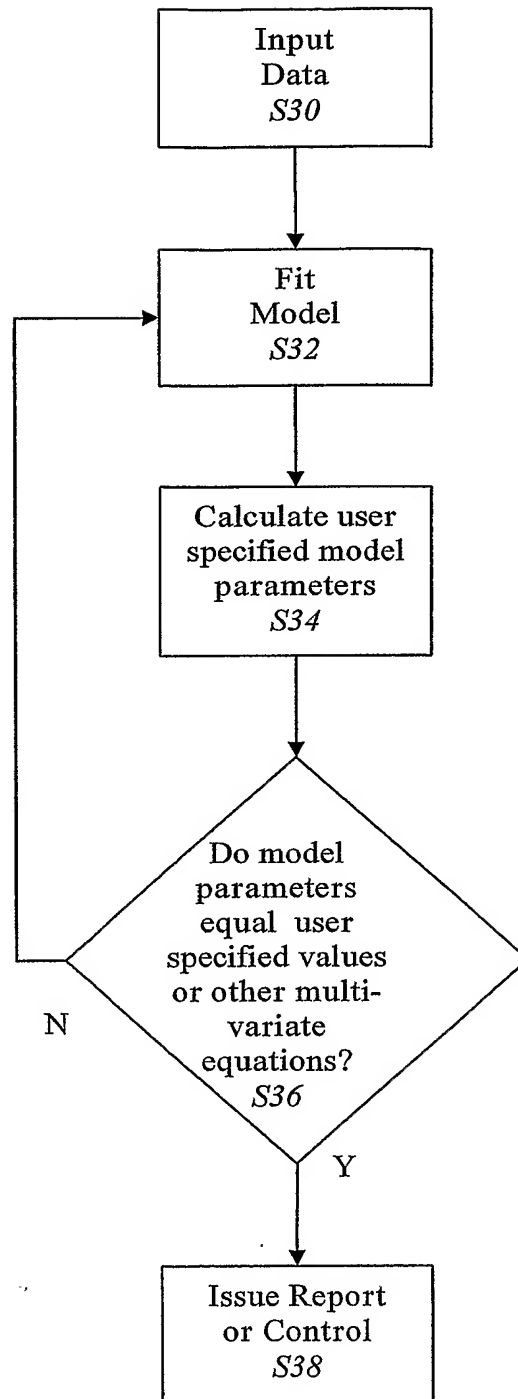 Input
Data
S30
Fit
Model
S32
Calculate user
specified model
parameters
S34
Do model
parameters
equal user
specified values
or other multi-
variate
equations?
S36
N
Y
Issue Report
or Control
S38